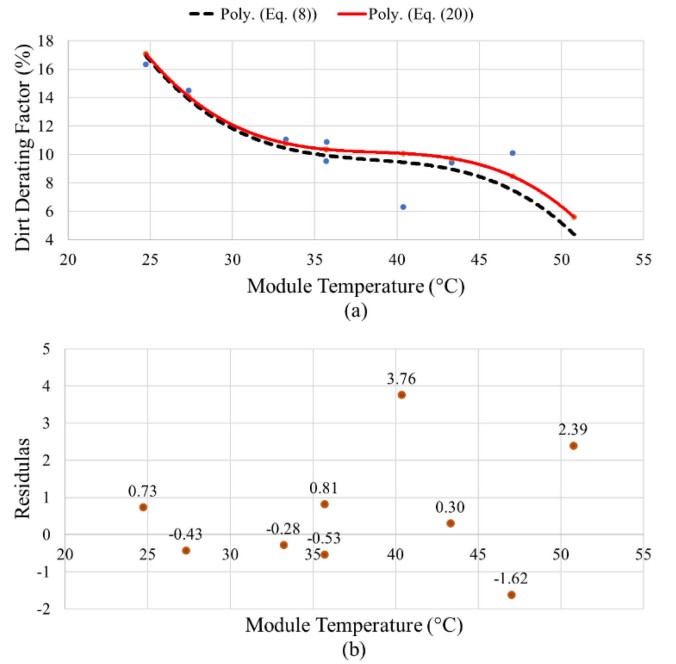 Poly. (Eq. (8)) Poly. (Eq. (20))
18
16
14
12
10
8
6
4
Dirt Derating Factor (%)
20 25 30 35 40 45 50 55
Module Temperature (°C)
(a)
5
4
3
2
1
0
-1
-2
Residulas
3.76
2.39
0.73
0.81
0.30
-0.43
-0.28
-0.53
-1.62
20 25 30 35 40 45 50 55
Module Temperature (°C)
(b)